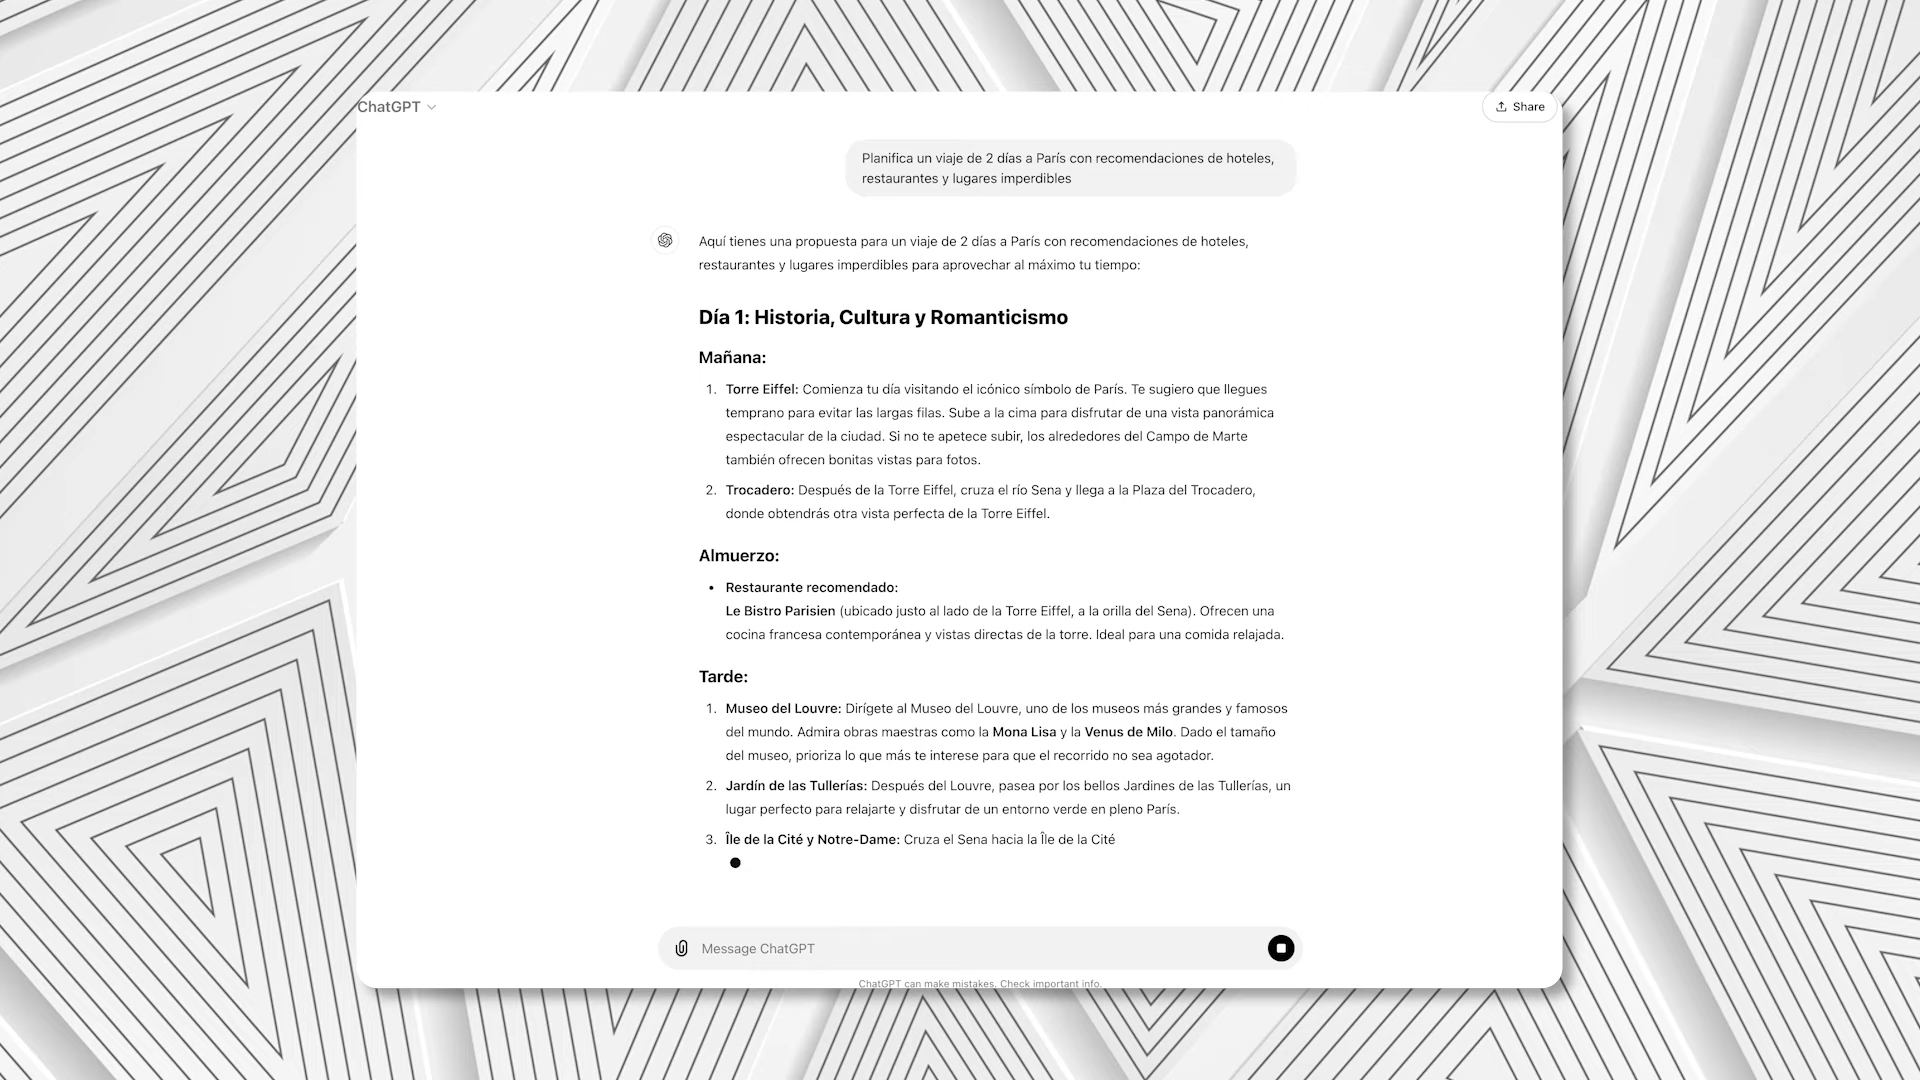 ChatGPT
Share
Planifica un viaje de 2 días a París con recomendaciones de hoteles,
restaurantes y lugares imperdibles
Aquí tienes una propuesta para un viaje de 2 días a París con recomendaciones de hoteles,
restaurantes y lugares imperdibles para aprovechar al máximo tu tiempo:
Día 1: Historia, Cultura y Romanticismo
Mañana:
1. Torre Eiffel: Comienza tu día visitando el icónico símbolo de París. Te sugiero que llegues
temprano para evitar las largas filas. Sube a la cima para disfrutar de una vista panorámica
espectacular de la ciudad. Si no te apetece subir, los alrededores del Campo de Marte
también ofrecen bonitas vistas para fotos.
2. Trocadero: Después de la Torre Eiffel, cruza el río Sena y llega a la Plaza del Trocadero,
donde obtendrás otra vista perfecta de la Torre Eiffel.
Almuerzo:
• Restaurante recomendado:
Le Bistro Parisien (ubicado justo al lado de la Torre Eiffel, a la orilla del Sena). Ofrecen una
cocina francesa contemporánea y vistas directas de la torre. Ideal para una comida relajada.
Tarde:
1. Museo del Louvre: Dirígete al Museo del Louvre, uno de los museos más grandes y famosos
del mundo. Admira obras maestras como la Mona Lisa y la Venus de Milo. Dado el tamaño
del museo, prioriza lo que más te interese para que el recorrido no sea agotador.
2. Jardín de las Tullerías: Después del Louvre, pasea por los bellos Jardines de las Tullerías, un
lugar perfecto para relajarte y disfrutar de un entorno verde en pleno París.
3. Île de la Cité y Notre-Dame: Cruza el Sena hacia la Île de la Cité
Message ChatGPT
ChatGPT can make mistakes. Check important info.